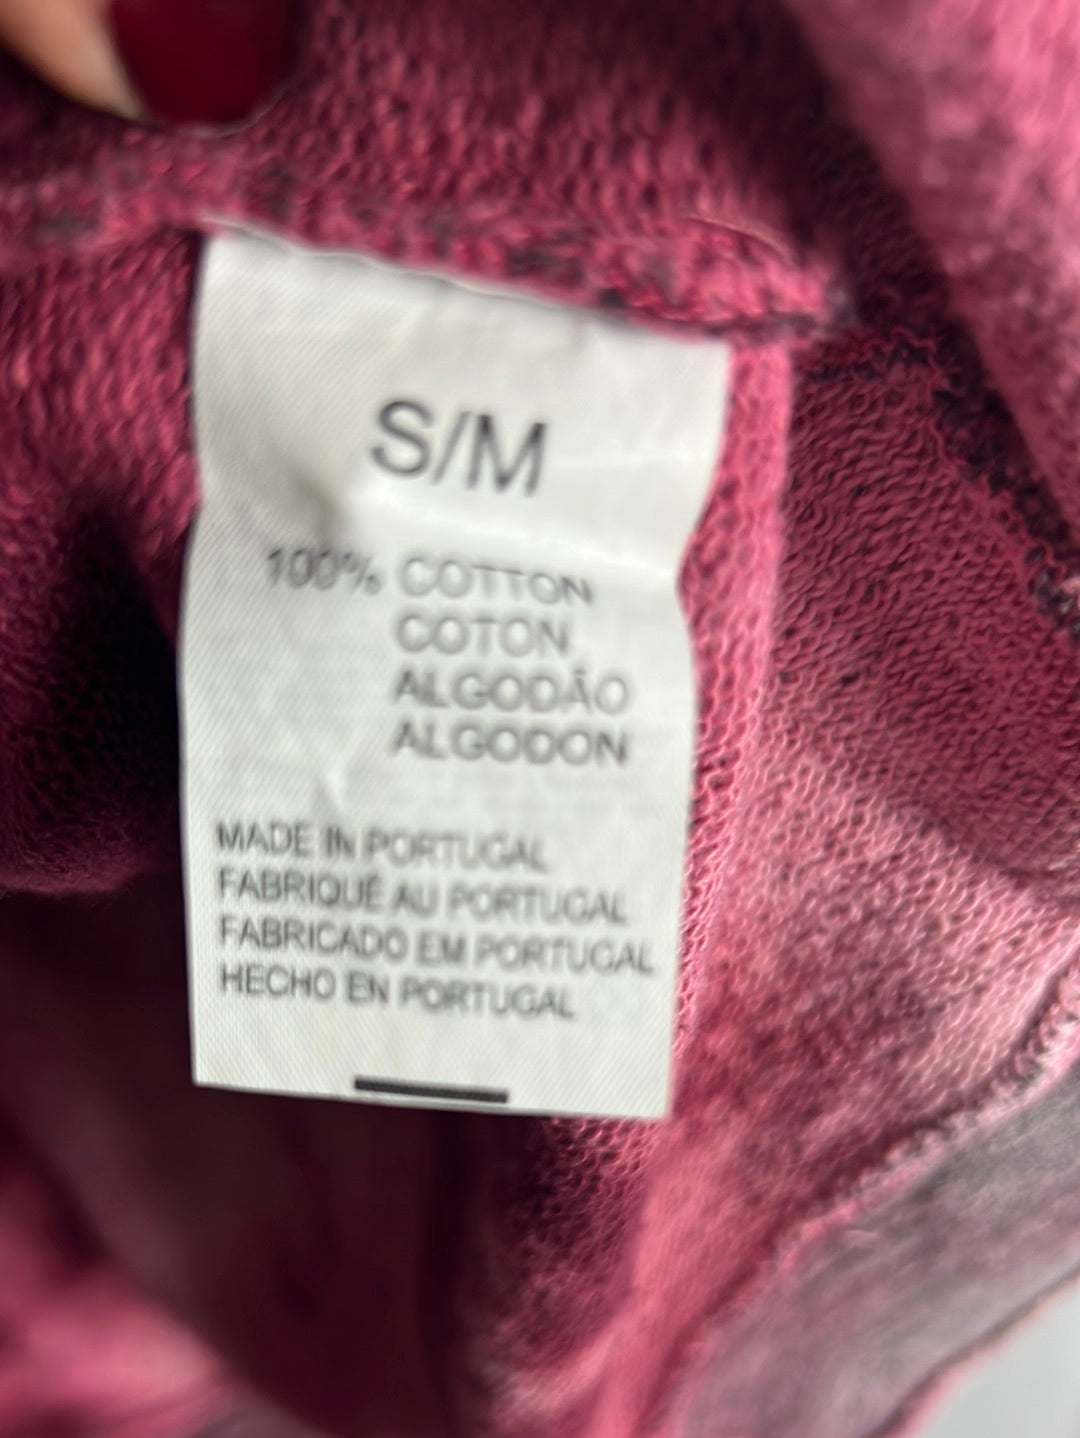 S/M
100% COTTON
COTON
ALGODÃO
ALGODON
MADE IN PORTUGAL
FABRIQUÉ AU PORTUGAL
FABRICADO EM PORTUGAL
HECHO EN PORTUGAL